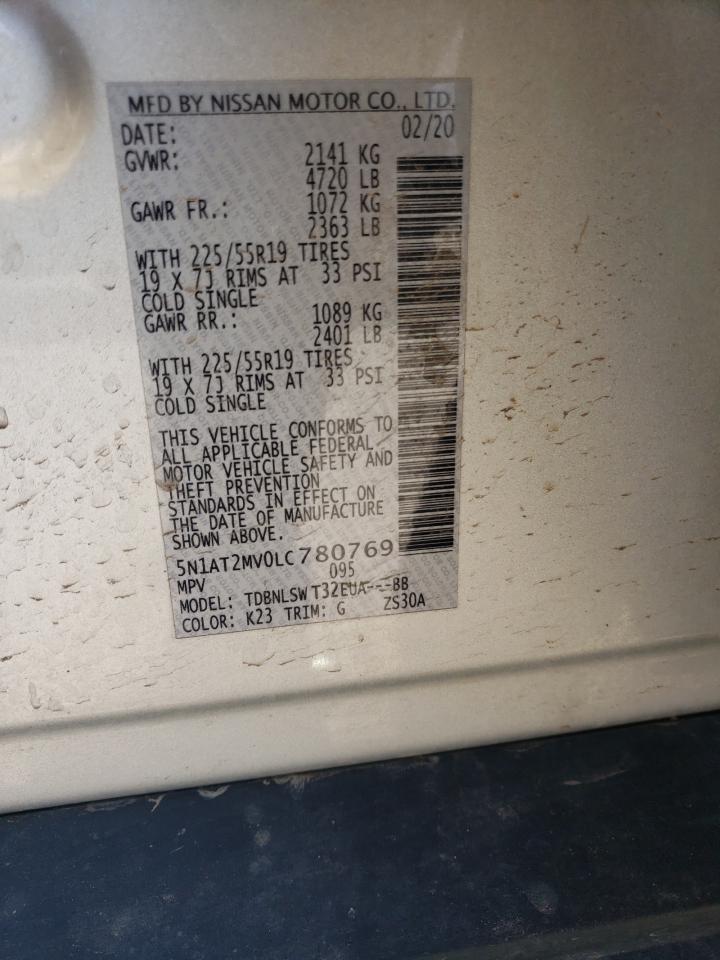 MFD BY NISSAN MOTOR CO., LTD.
DATE: 02/20
GVWR: 2141 KG
4720 LB
GAWR FR.: 1072 KG
2363 LB
WITH 225/55R19 TIRES
19 X 7J RIMS AT 33 PSI
COLD SINGLE
GAWR RR.: 1089 KG
2401 LB
WITH 225/55R19 TIRES
19 X 7J RIMS AT 33 PSI
COLD SINGLE
THIS VEHICLE CONFORMS TO
ALL APPLICABLE FEDERAL
MOTOR VEHICLE SAFETY AND
THEFT PREVENTION
STANDARDS IN EFFECT ON
THE DATE OF MANUFACTURE
SHOWN ABOVE.
5N1AT2MV0LC780769
MPV 095
MODEL: TDBNLSW T32EUA---BB
COLOR: K23 TRIM: G ZS30A